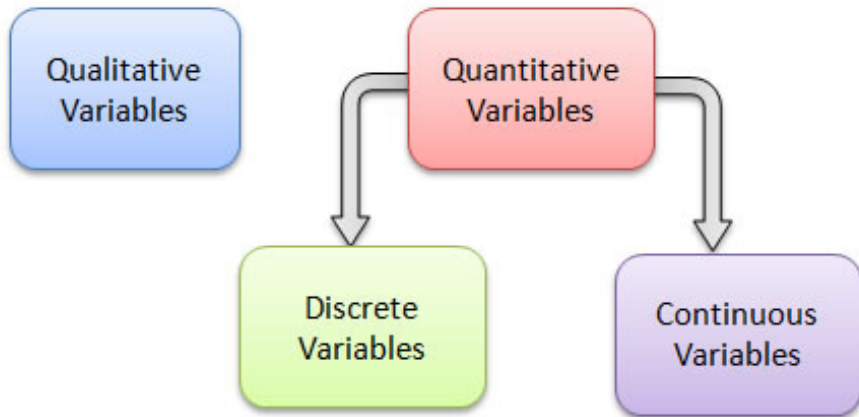 Qualitative
Variables
Quantitative
Variables
Discrete
Variables
Continuous
Variables